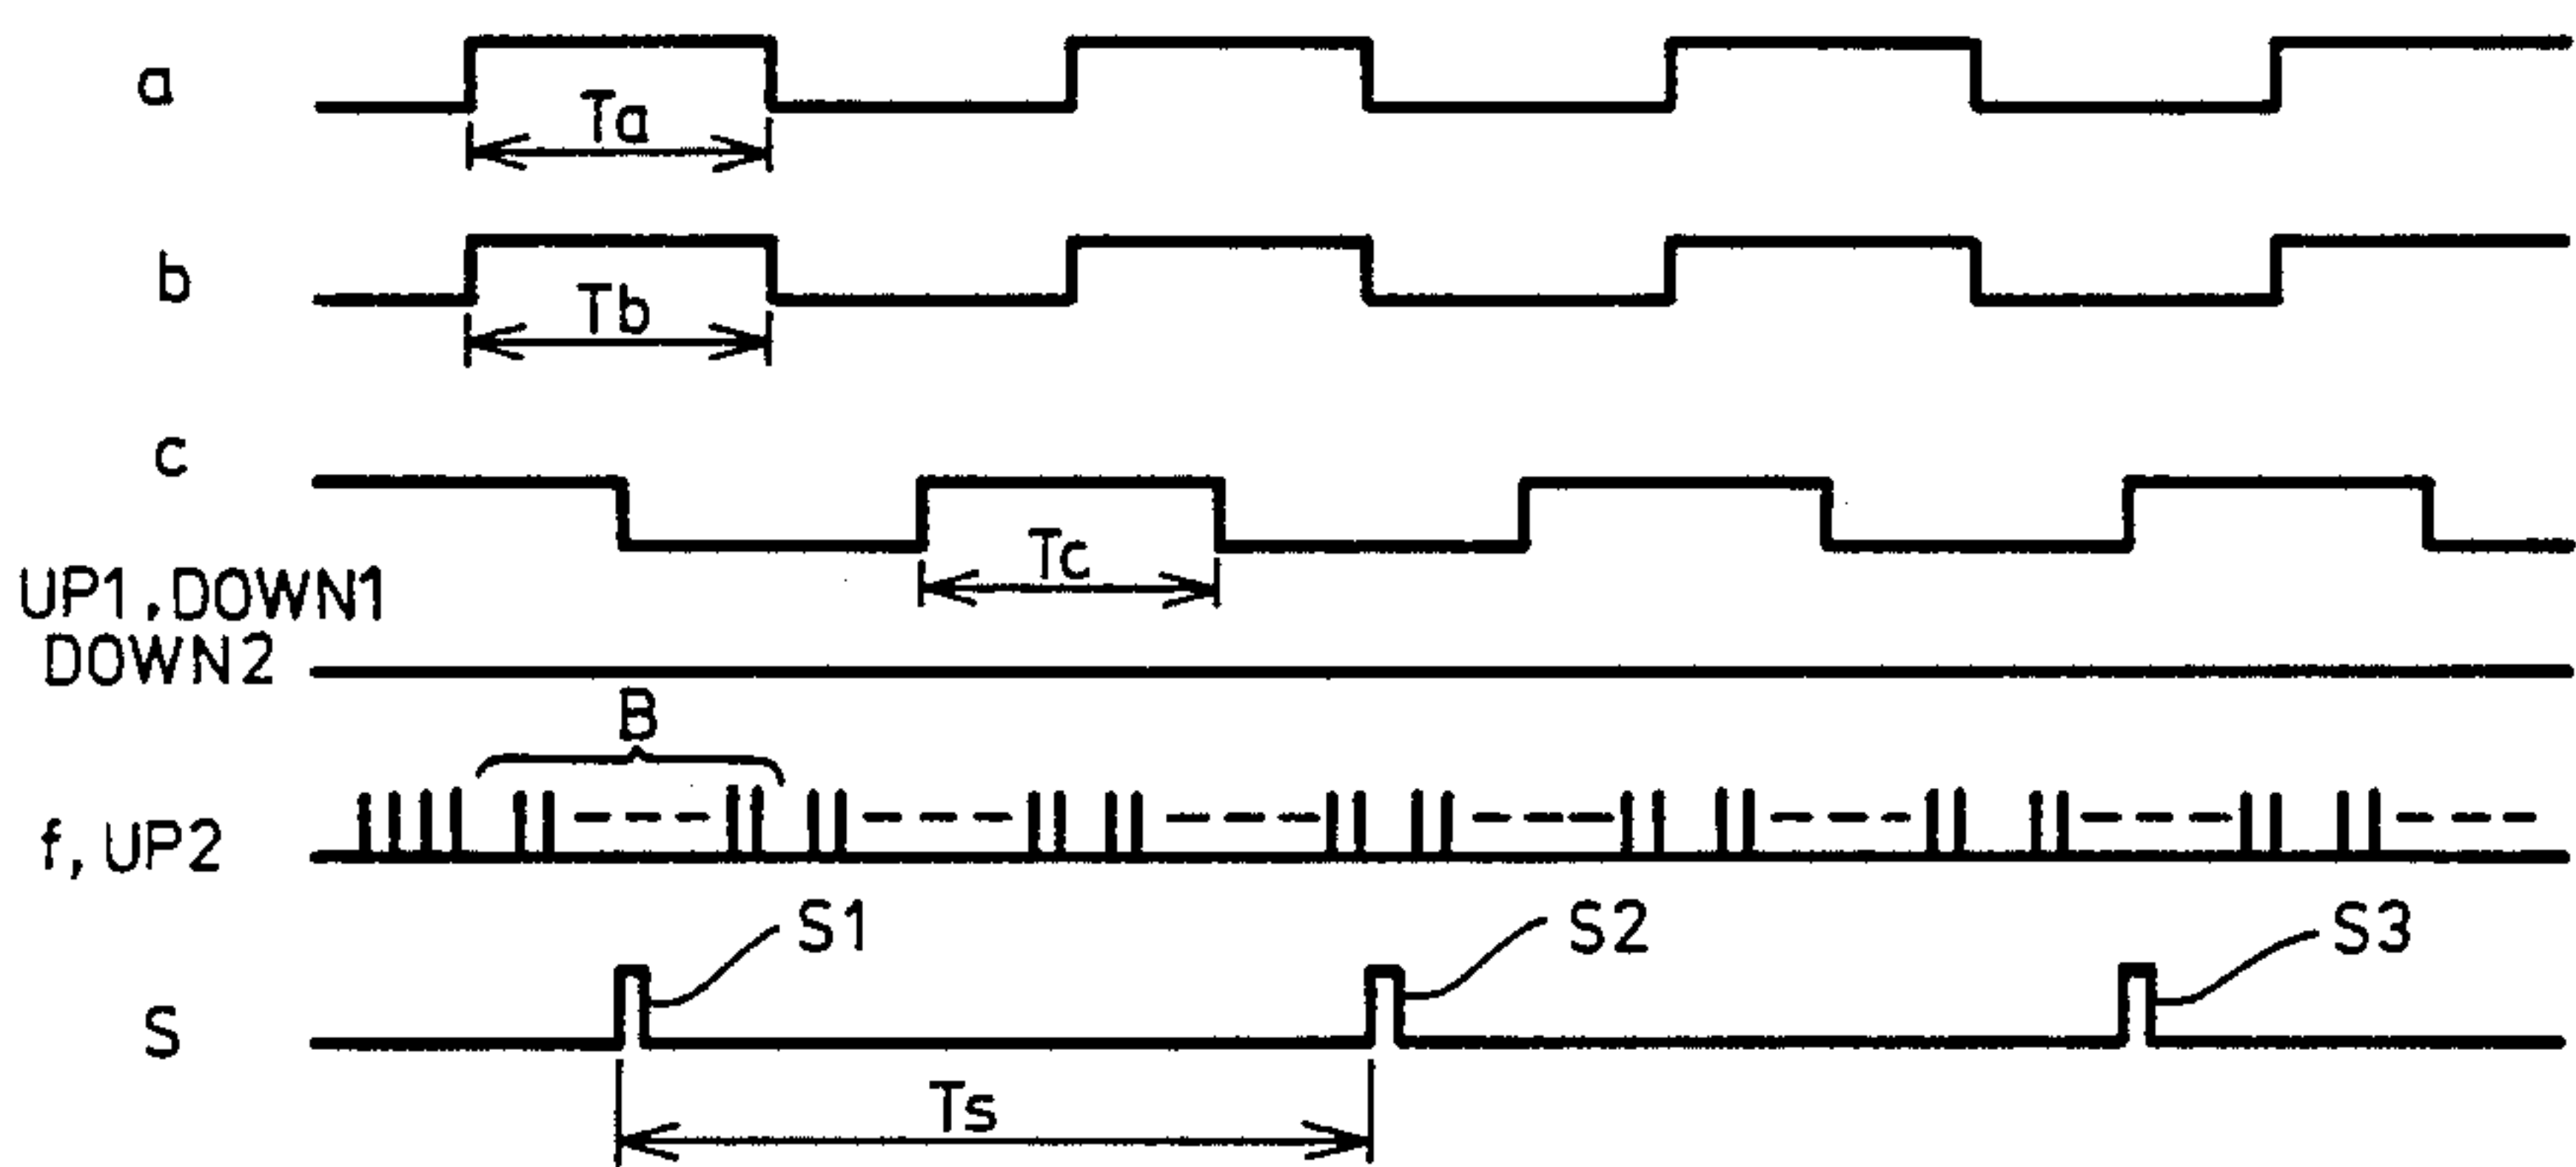 a
Ta
b
Tb
c
Tc
UP1, DOWN1
DOWN2
B
f, UP2
S1
S2
S3
S
Ts